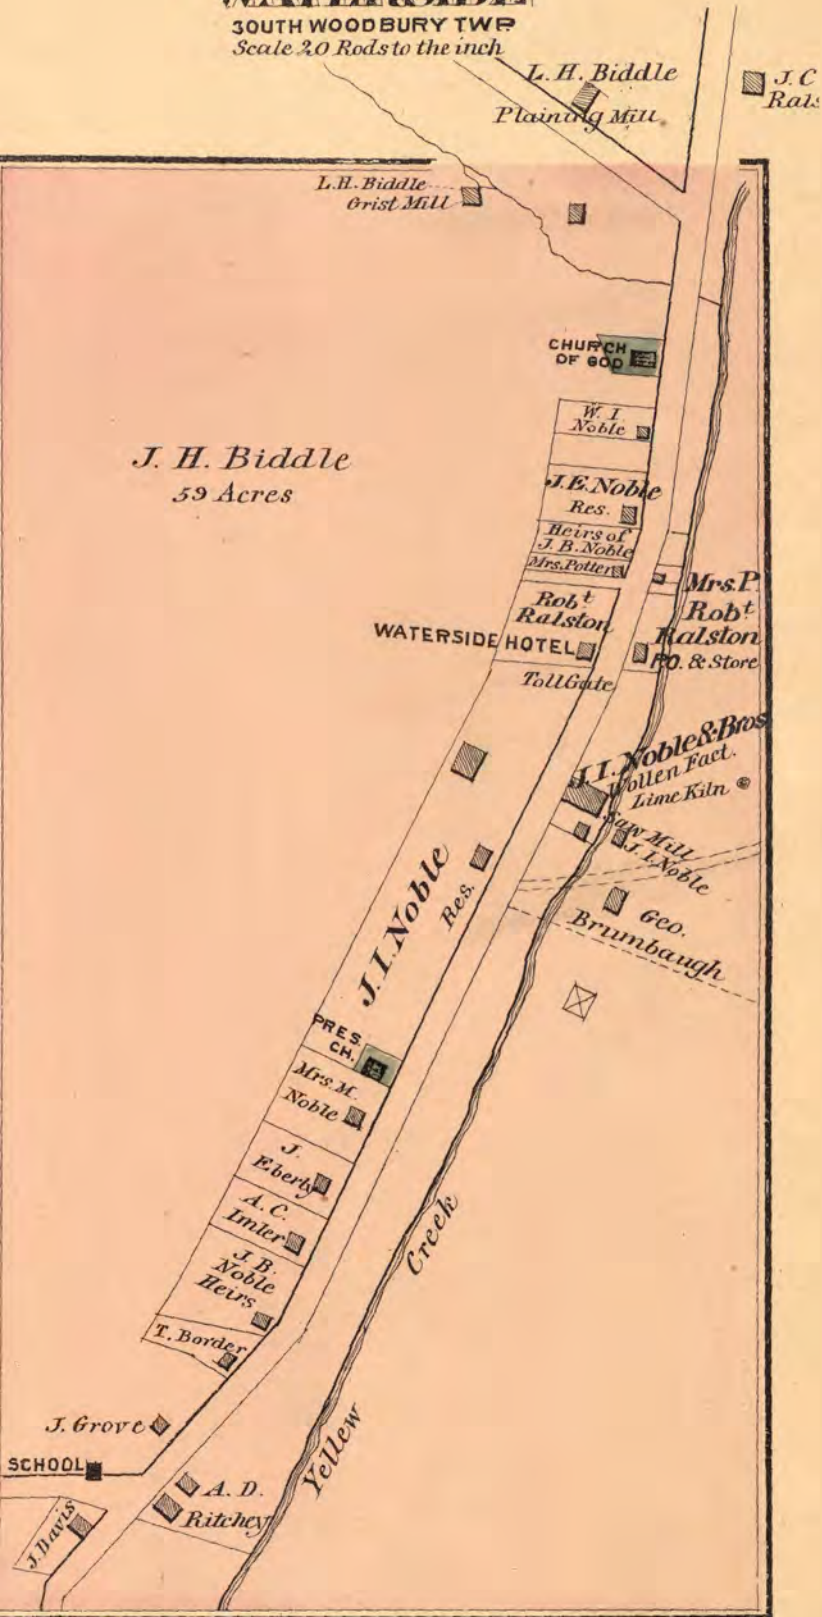 WATERSIDE
SOUTH WOODBURY TWP
Scale 20 Rods to the inch
L. H. Biddle
Plaining Mill.
J. C
Rals
L.H. Biddle
Grist Mill
CHURCH
OF GOD
W. I.
Noble
J. H. Biddle
59 Acres
J. E. Noble
Res.
Heirs of
J. B. Noble
Mrs. Potter
Mrs. P.
Robt
Ralston
WATERSIDE HOTEL
Robt
Ralston
P.O. & Store
Toll Gate
J. I. Noble & Bros
Wollen Fact.
Lime Kiln
Saw Mill
J. I. Noble
J. I. Noble
Res.
Geo.
Brumbaugh
PRES.
CH.
Mrs. M.
Noble
J.
Eberly
A. C.
Imler
J. B.
Noble
Heirs
T. Border
Yellew Creek
J. Grove
SCHOOL
A. D.
Ritchey
J. Davis